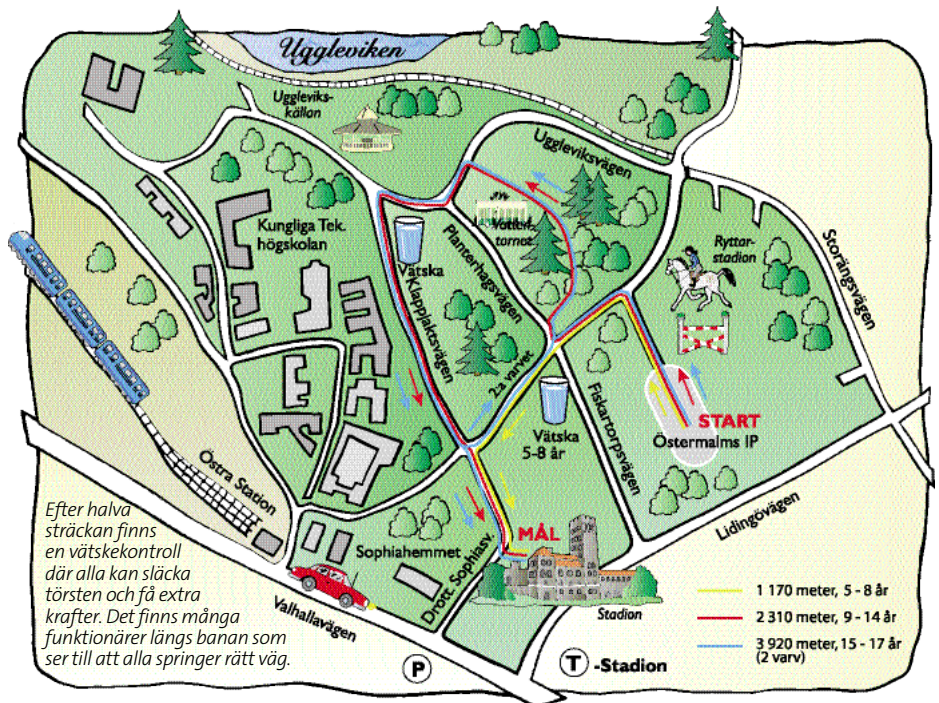 Uggleviken
Uggleviks-
källan
Uggleviksvägen
Kungliga Tek.
högskolan
Vätska
Vatten-
tornet
Planterhagsvägen
Klappjaktsvägen
Ryttar-
stadion
Storängsvägen
2:a varvet
Fiskartorpsvägen
START
Östermalms IP
Vätska
5-8 år
Östra Station
Lidingövägen
Efter halva
sträckan finns
en vätskekontroll
där alla kan släcka
törsten och få extra
krafter. Det finns många
funktionärer längs banan som
ser till att alla springer rätt väg.
Sophiahemmet
Drott. Sophiasv.
MÅL
Stadion
Valhallavägen
P
T -Stadion
1 170 meter, 5 - 8 år
2 310 meter, 9 - 14 år
3 920 meter, 15 - 17 år
(2 varv)